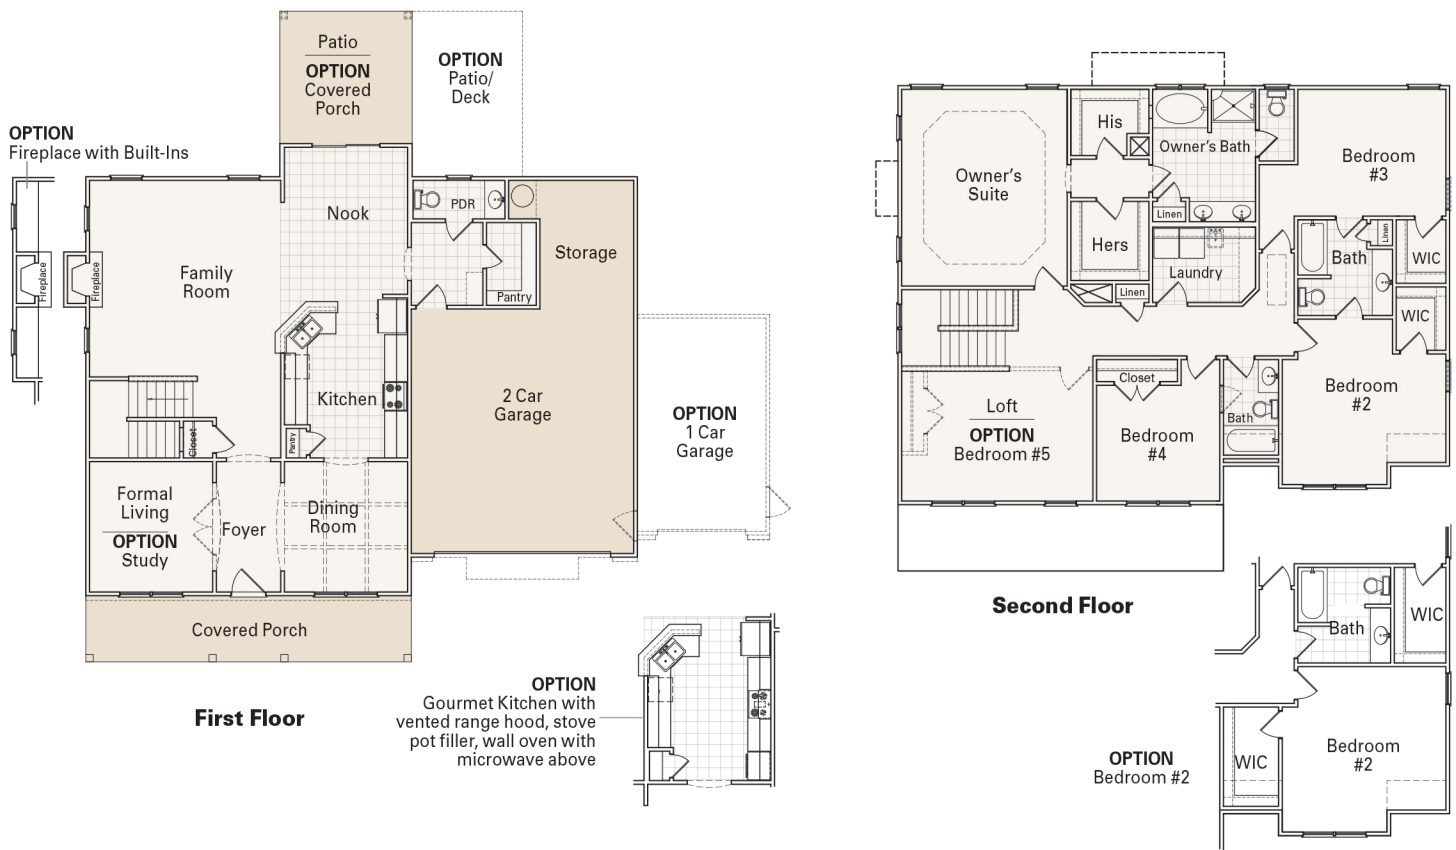 Patio
OPTION
Covered
Porch
OPTION
Patio/
Deck
OPTION
Fireplace with Built-Ins
Fireplace
Fireplace
Family
Room
Nook
PDR
Storage
Pantry
Kitchen
Closet
Pantry
2 Car
Garage
OPTION
1 Car
Garage
Formal
Living
OPTION
Study
Foyer
Dining
Room
Covered Porch
First Floor
OPTION
Gourmet Kitchen with
vented range hood, stove
pot filler, wall oven with
microwave above
Owner's
Suite
His
Owner's Bath
Bedroom
#3
Linen
Hers
Laundry
Linen
Bath
Linen
WIC
WIC
Closet
Bedroom
#2
Loft
OPTION
Bedroom #5
Bedroom
#4
Bath
Second Floor
Bath
WIC
OPTION
Bedroom #2
WIC
Bedroom
#2